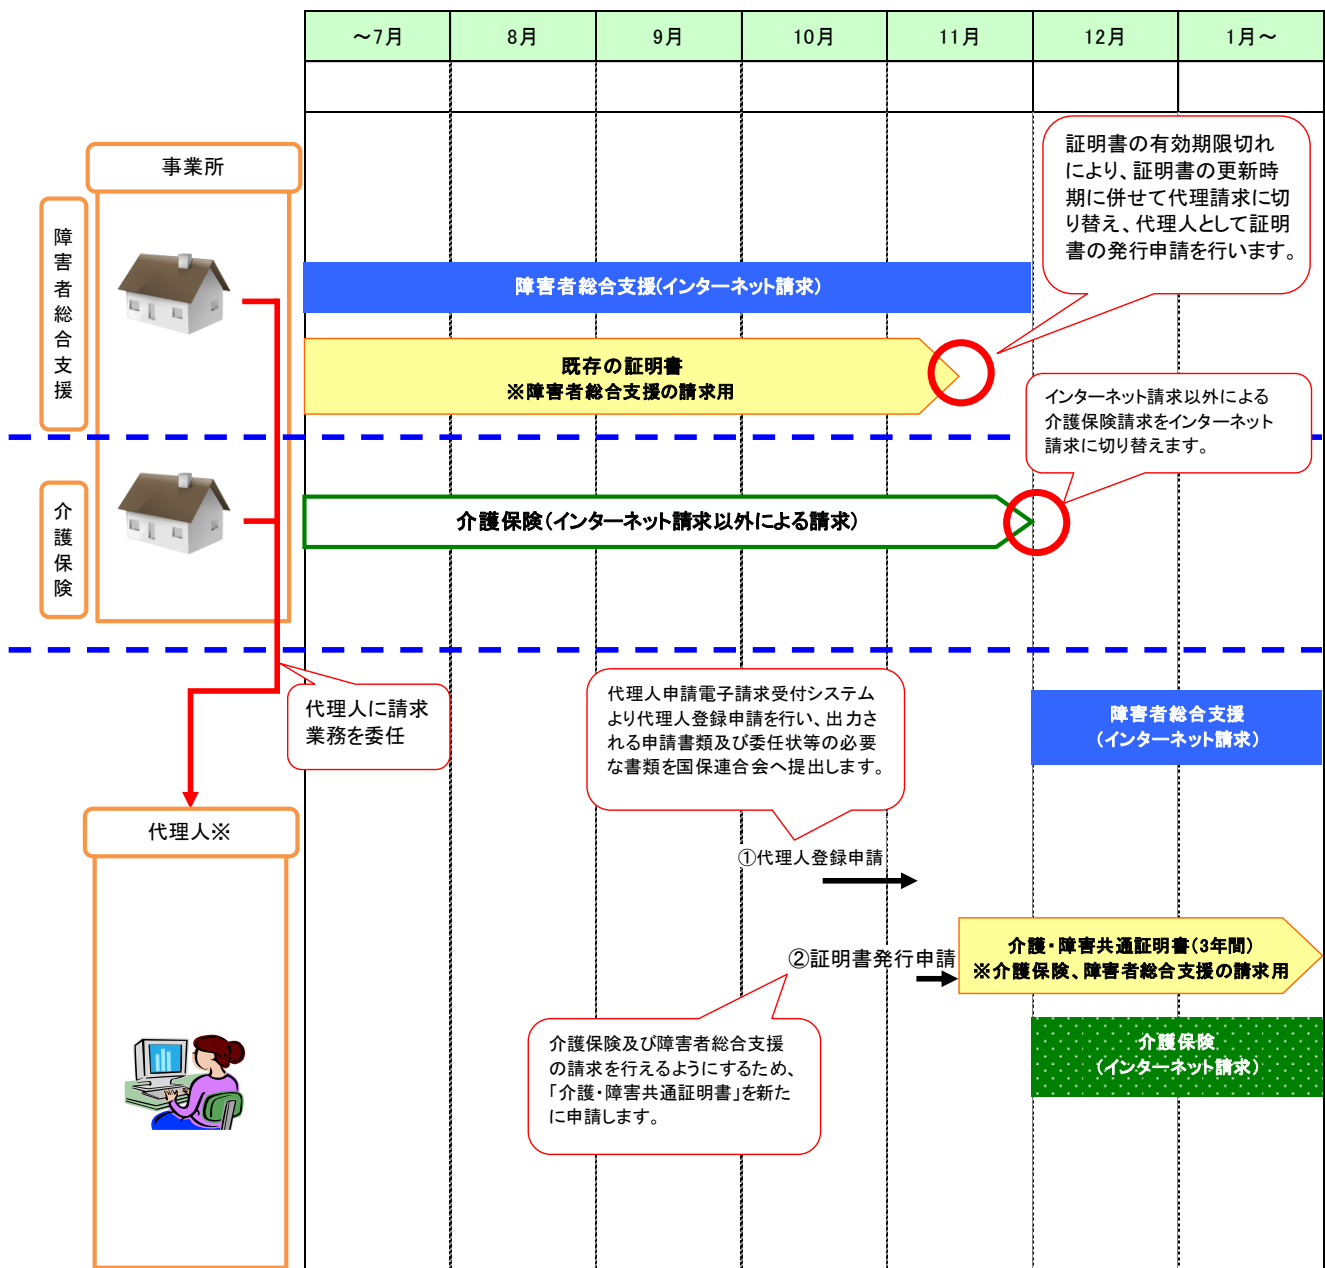 ～7月
8月
9月
10月
11月
12月
1月～
事業所
障害者総合支援
証明書の有効期限切れ
により、証明書の更新時
期に併せて代理請求に切
り替え、代理人として証明
書の発行申請を行います。
障害者総合支援(インターネット請求)
既存の証明書
※障害者総合支援の請求用
インターネット請求以外による
介護保険請求をインターネット
請求に切り替えます。
介護保険
介護保険(インターネット請求以外による請求)
代理人に請求
業務を委任
代理人申請電子請求受付システム
より代理人登録申請を行い、出力さ
れる申請書類及び委任状等の必要
な書類を国保連合会へ提出します。
障害者総合支援
(インターネット請求)
代理人※
①代理人登録申請
②証明書発行申請
介護・障害共通証明書(3年間)
※介護保険、障害者総合支援の請求用
介護保険及び障害者総合支援
の請求を行えるようにするため、
「介護・障害共通証明書」を新た
に申請します。
介護保険
(インターネット請求)